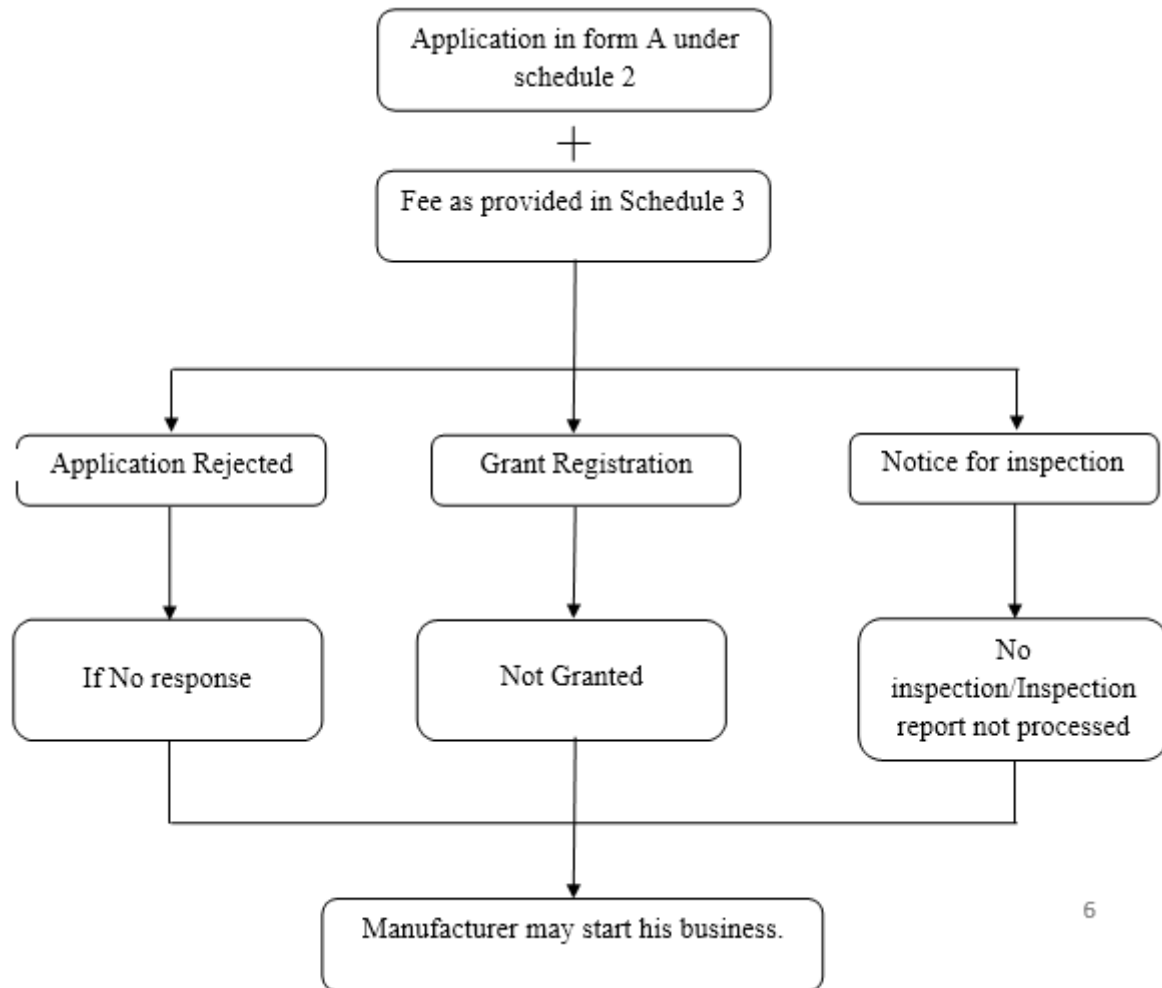 Application in form A under
schedule 2
+
Fee as provided in Schedule 3
Application Rejected
Grant Registration
Notice for inspection
If No response
Not Granted
No
inspection/Inspection
report not processed
Manufacturer may start his business.
6